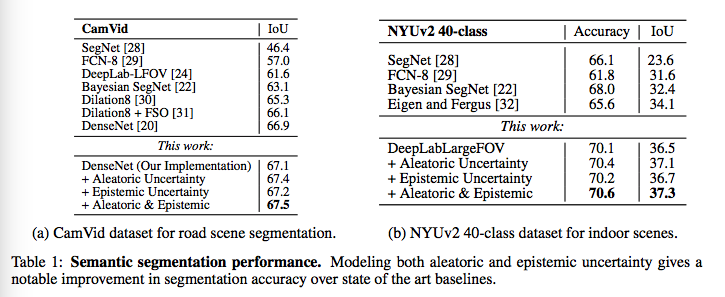 CamVid IoU
SegNet [28] 46.4
FCN-8 [29] 57.0
DeepLab-LFOV [24] 61.6
Bayesian SegNet [22] 63.1
Dilation8 [30] 65.3
Dilation8 + FSO [31] 66.1
DenseNet [20] 66.9
This work:
DenseNet (Our Implementation) 67.1
+ Aleatoric Uncertainty 67.4
+ Epistemic Uncertainty 67.2
+ Aleatoric & Epistemic 67.5
(a) CamVid dataset for road scene segmentation.
NYUv2 40-class Accuracy IoU
SegNet [28] 66.1 23.6
FCN-8 [29] 61.8 31.6
Bayesian SegNet [22] 68.0 32.4
Eigen and Fergus [32] 65.6 34.1
This work:
DeepLabLargeFOV 70.1 36.5
+ Aleatoric Uncertainty 70.4 37.1
+ Epistemic Uncertainty 70.2 36.7
+ Aleatoric & Epistemic 70.6 37.3
(b) NYUv2 40-class dataset for indoor scenes.
Table 1: Semantic segmentation performance. Modeling both aleatoric and epistemic uncertainty gives a
notable improvement in segmentation accuracy over state of the art baselines.